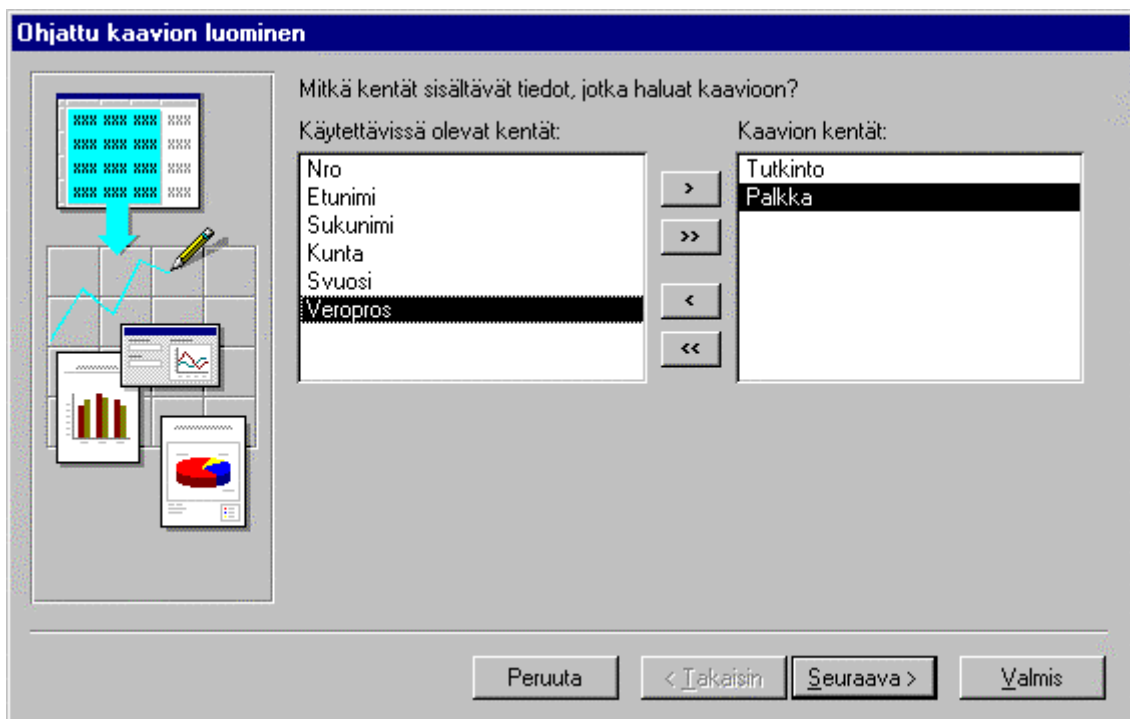 Ohjattu kaavion luominen
Mitkä kentät sisältävät tiedot, jotka haluat kaavioon?
Käytettävissä olevat kentät:
Kaavion kentät:
Nro
Etunimi
Sukunimi
Kunta
Svuosi
Veropros
>
>>
<
<<
Tutkinto
Palkka
Peruuta
< Takaisin
Seuraava >
Valmis